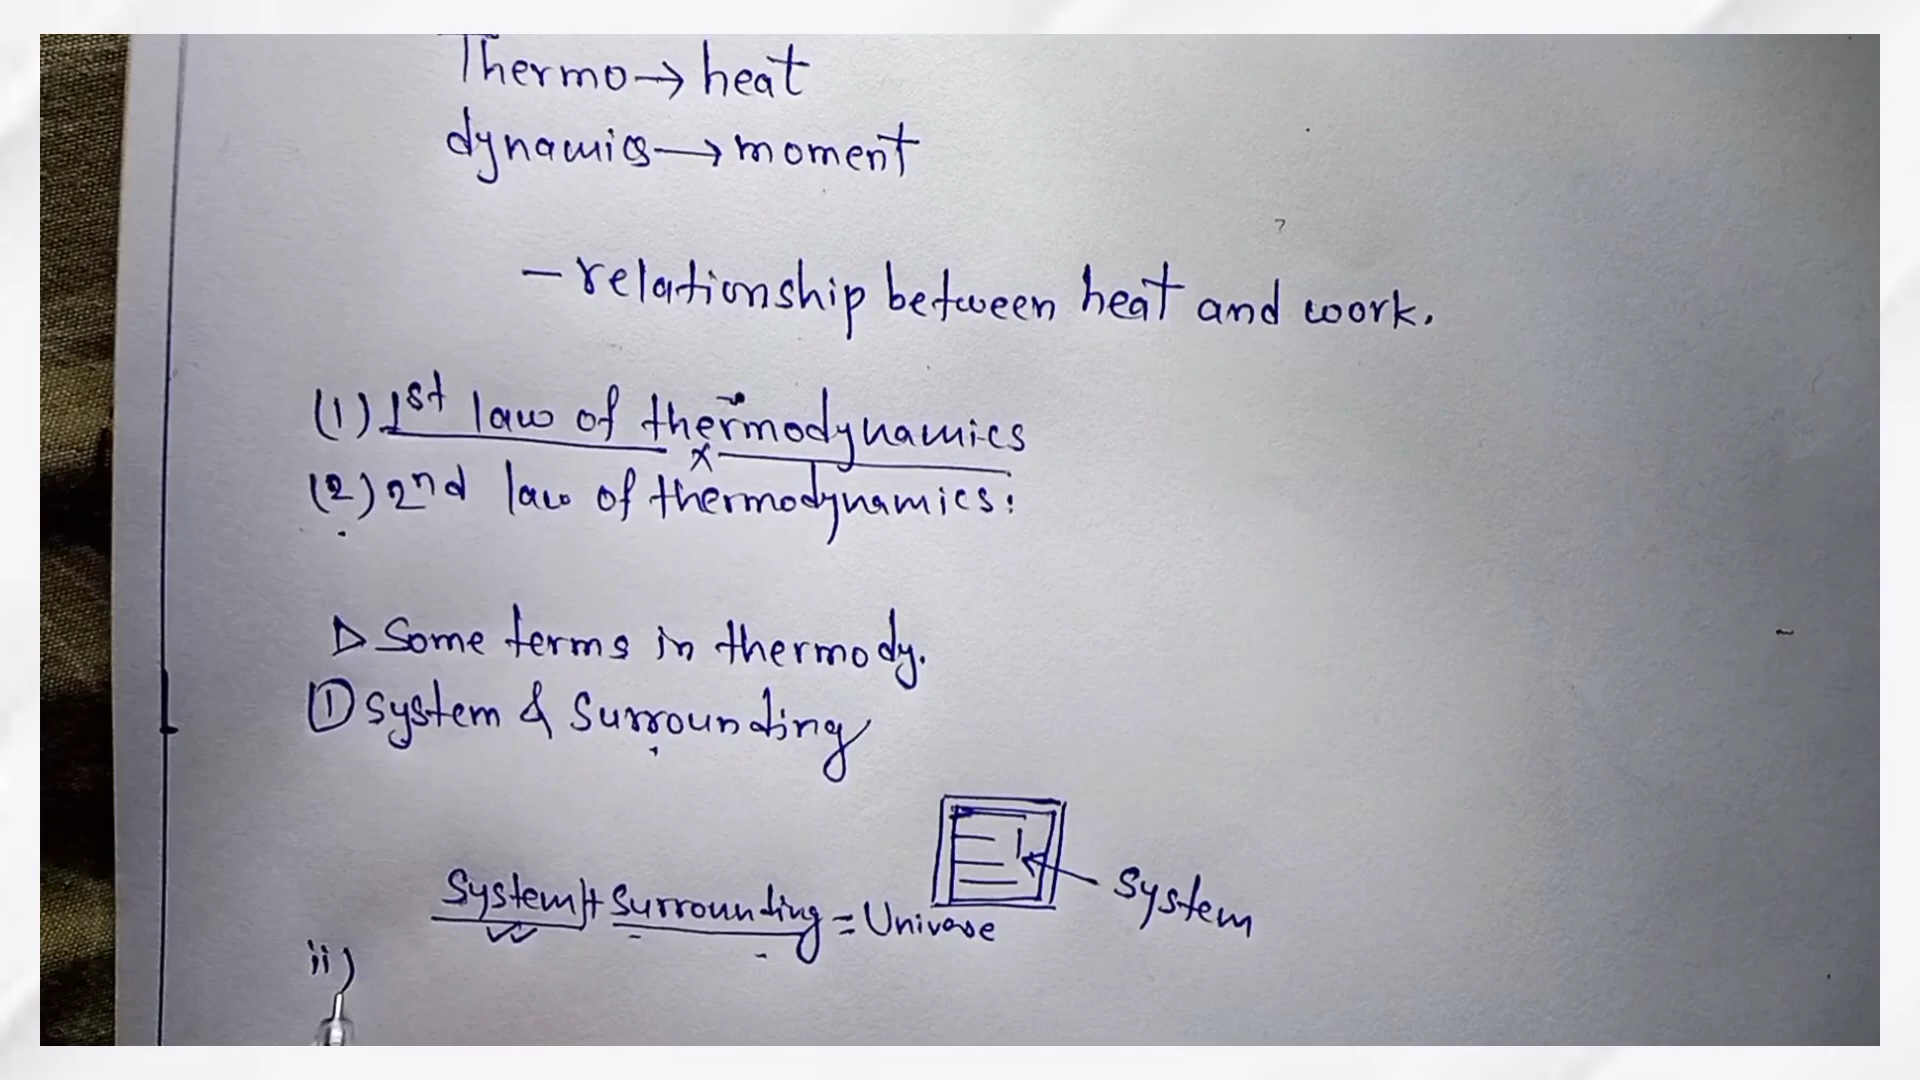 Thermo → heat
dynamics → moment
- relationship between heat and work.
(1) 1st law of thermodynamics
(2) 2nd law of thermodynamics:
▷ Some terms in thermody.
① System & Surrounding
System + Surrounding = Universe
System
ii)